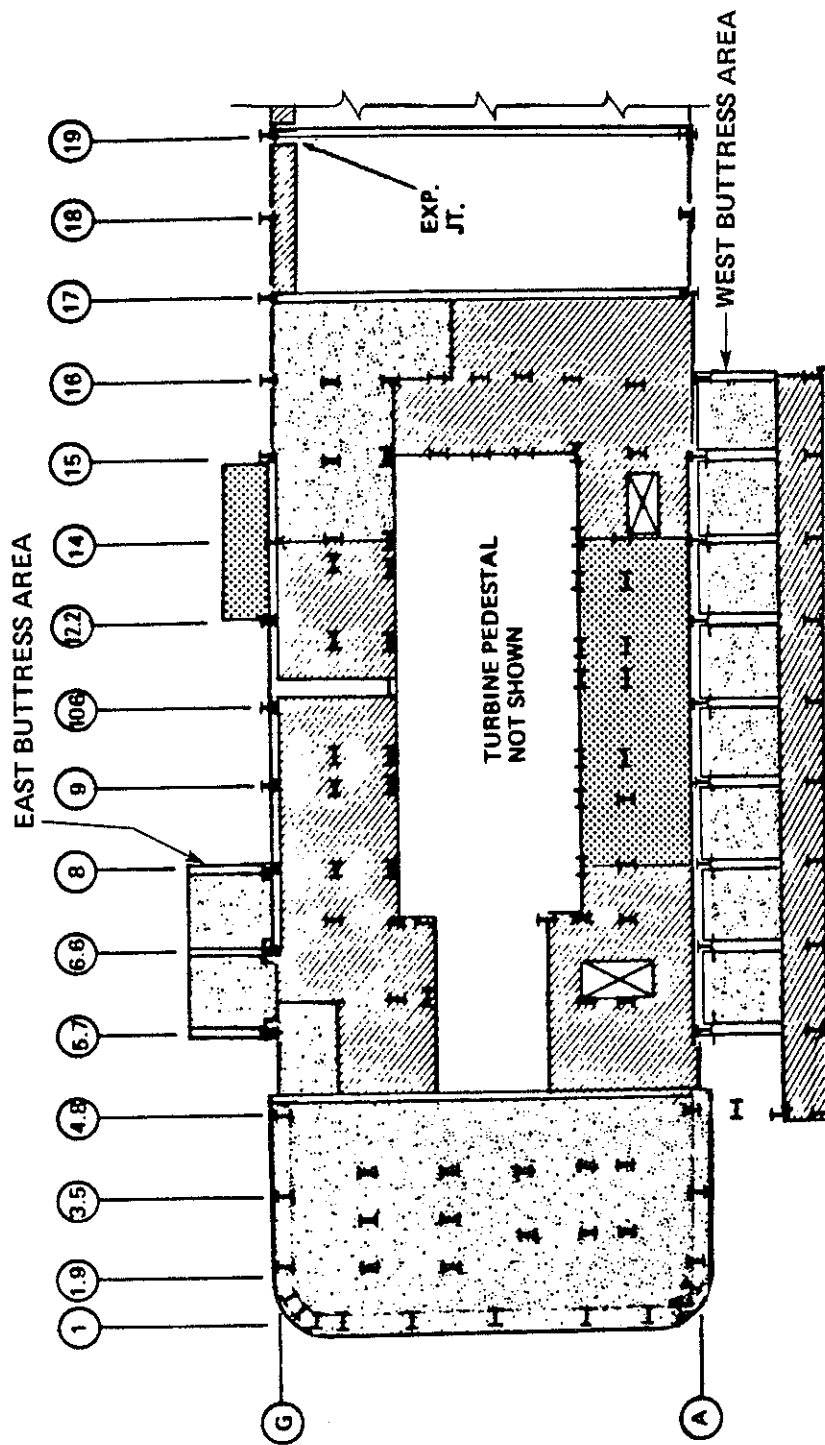 1
1.9
3.5
4.8
5.7
6.6
8
9
10.6
12.2
14
15
16
17
18
19
G
A
EAST BUTTRESS AREA
TURBINE PEDESTAL
NOT SHOWN
EXP.
JT.
WEST BUTTRESS AREA